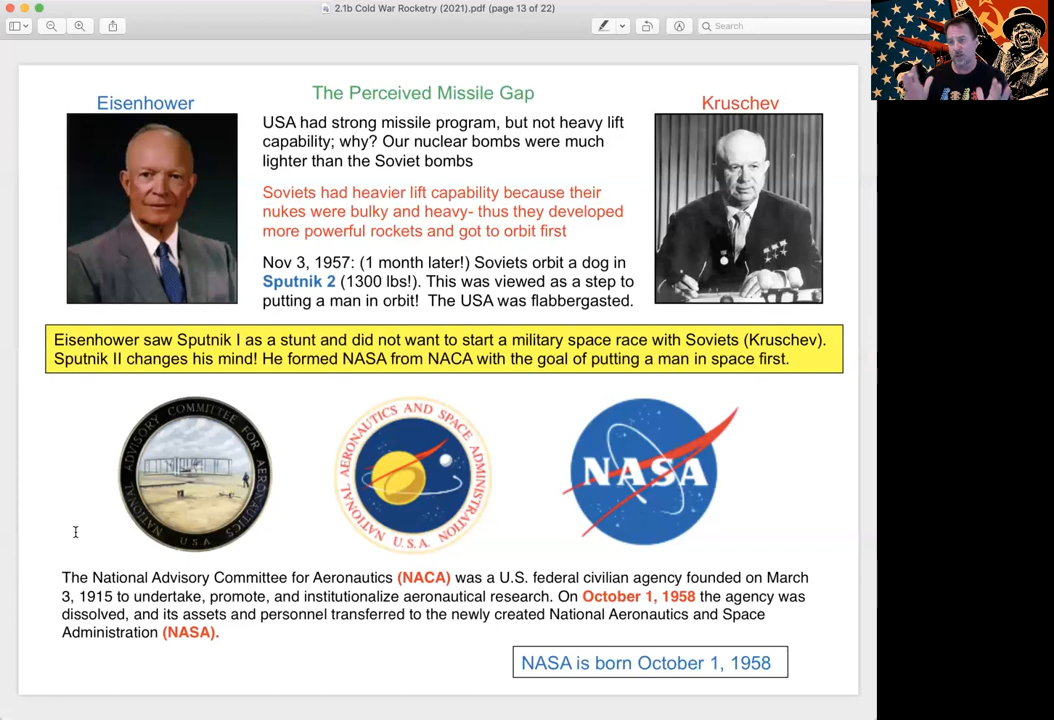 2.1b Cold War Rocketry (2021).pdf (page 13 of 22)
Search
Eisenhower
The Perceived Missile Gap
Kruschev
USA had strong missile program, but not heavy lift
capability; why? Our nuclear bombs were much
lighter than the Soviet bombs
Soviets had heavier lift capability because their
nukes were bulky and heavy- thus they developed
more powerful rockets and got to orbit first
Nov 3, 1957: (1 month later!) Soviets orbit a dog in
Sputnik 2 (1300 lbs!). This was viewed as a step to
putting a man in orbit!  The USA was flabbergasted.
Eisenhower saw Sputnik I as a stunt and did not want to start a military space race with Soviets (Kruschev).
Sputnik II changes his mind! He formed NASA from NACA with the goal of putting a man in space first.
NATIONAL ADVISORY COMMITTEE FOR AERONAUTICS
USA
NATIONAL AERONAUTICS AND SPACE ADMINISTRATION
U.S.A.
NASA
The National Advisory Committee for Aeronautics (NACA) was a U.S. federal civilian agency founded on March
3, 1915 to undertake, promote, and institutionalize aeronautical research. On October 1, 1958 the agency was
dissolved, and its assets and personnel transferred to the newly created National Aeronautics and Space
Administration (NASA).
NASA is born October 1, 1958